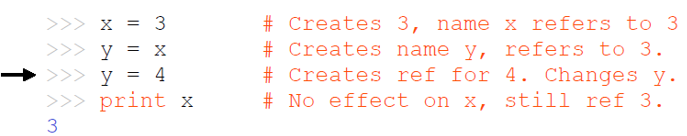 >>> x = 3 # Creates 3, name x refers to 3
>>> y = x # Creates name y, refers to 3.
>>> y = 4 # Creates ref for 4. Changes y.
>>> print x # No effect on x, still ref 3.
3